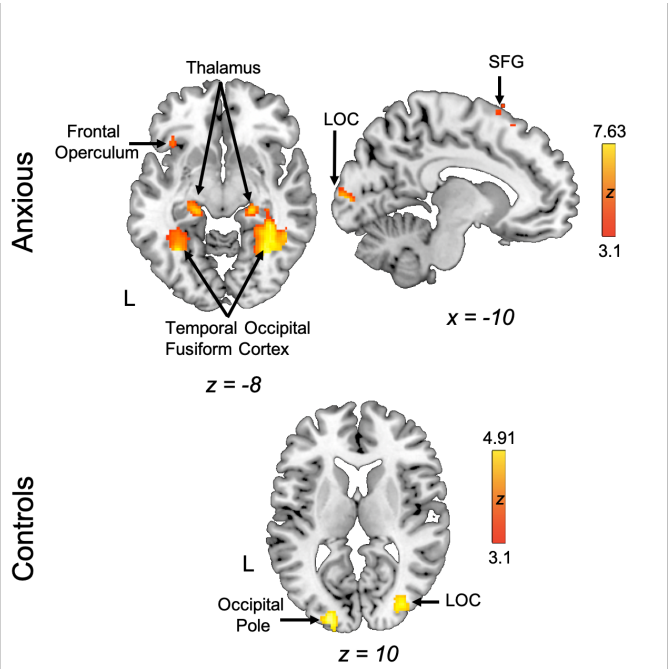 Anxious
Thalamus
Frontal
Operculum
L
Temporal Occipital
Fusiform Cortex
z = -8
SFG
LOC
x = -10
7.63
z
3.1
Controls
L
Occipital
Pole
LOC
z = 10
4.91
z
3.1